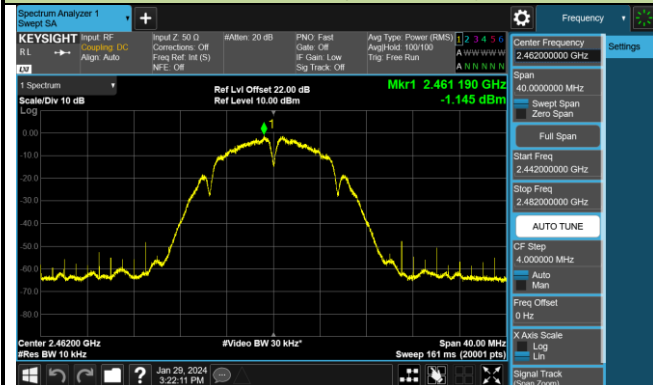 Spectrum Analyzer 1
Swept SA
Frequency
KEYSIGHT
RL
Input: RF
Coupling: DC
Align: Auto
Input Z: 50 Ω
Corrections: Off
Freq Ref: Int (S)
NFE: Off
#Atten: 20 dB
PNO: Fast
Gate: Off
IF Gain: Low
Sig Track: Off
Avg Type: Power (RMS)
Avg|Hold: 100/100
Trig: Free Run
1 2 3 4 5 6
A W W W W W
A N N N N N
1 Spectrum
Scale/Div 10 dB
Log
Ref Lvl Offset 22.00 dB
Ref Level 10.00 dBm
Mkr1 2.461 190 GHz
-1.145 dBm
1
0.00
-10.0
-20.0
-30.0
-40.0
-50.0
-60.0
-70.0
-80.0
Center 2.46200 GHz
#Res BW 10 kHz
#Video BW 30 kHz*
Span 40.00 MHz
Sweep 161 ms (20001 pts)
Center Frequency
2.462000000 GHz
Span
40.0000000 MHz
Swept Span
Zero Span
Full Span
Start Freq
2.442000000 GHz
Stop Freq
2.482000000 GHz
AUTO TUNE
CF Step
4.000000 MHz
Auto
Man
Freq Offset
0 Hz
X Axis Scale
Log
Lin
Signal Track
(Span Zoom)
Settings
?
Jan 29, 2024
3:22:11 PM